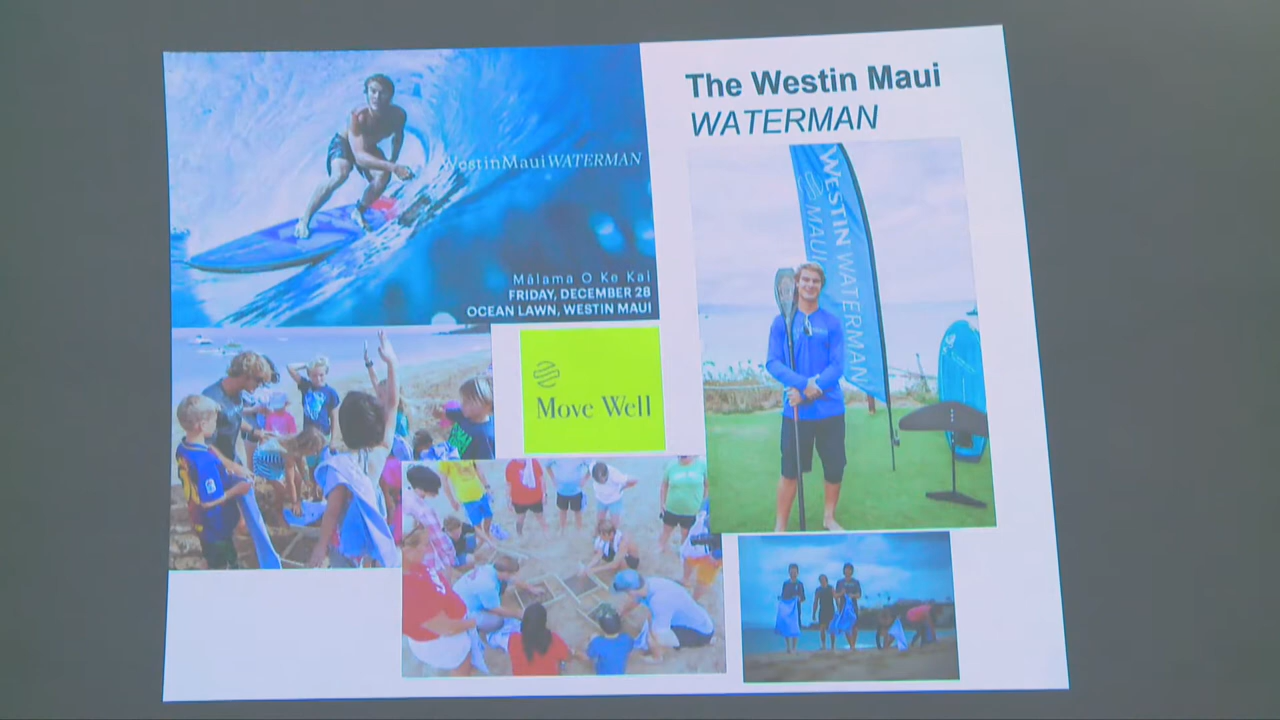 The Westin Maui
WATERMAN
WestinMauiWATERMAN
Mālama O Ke Kai
FRIDAY, DECEMBER 28
OCEAN LAWN, WESTIN MAUI
WESTIN WATERMAN
MAUI
Move Well